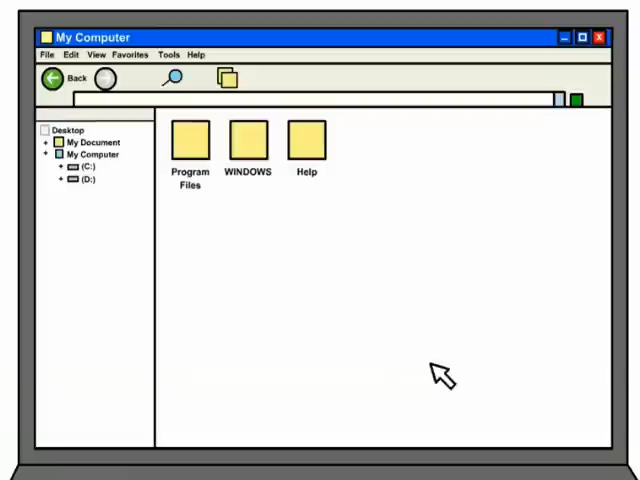 My Computer
X
File Edit View Favorites Tools Help
Back
Desktop
My Document
My Computer
(C:)
(D:)
Program
Files
WINDOWS
Help